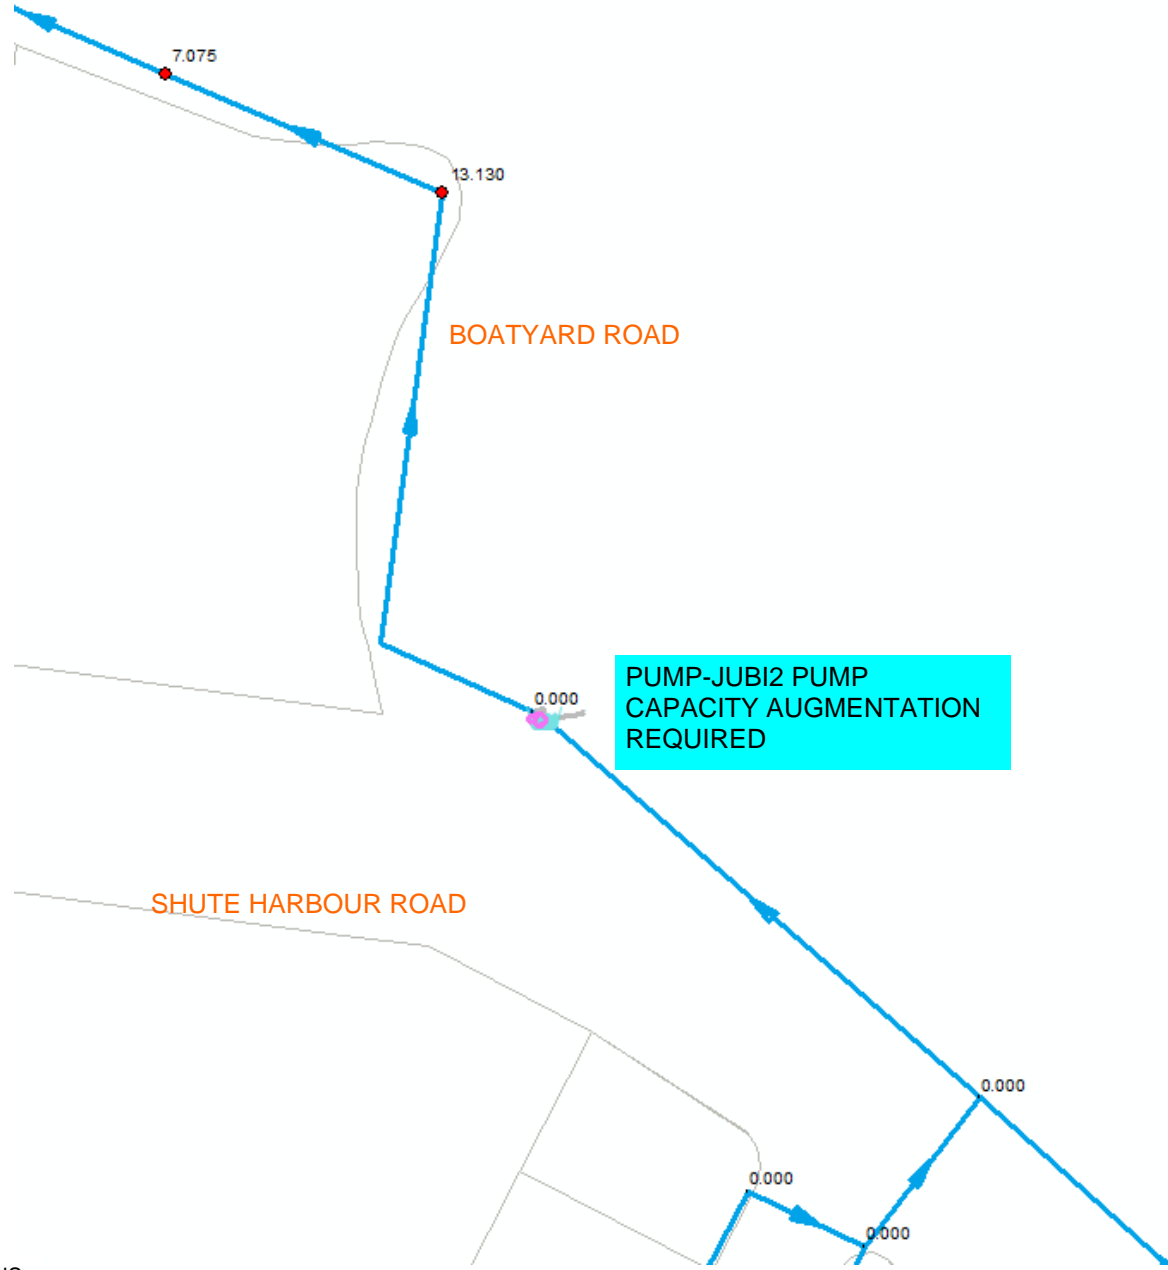 7.075
13.130
BOATYARD ROAD
0.000
PUMP-JUBI2 PUMP
CAPACITY AUGMENTATION
REQUIRED
SHUTE HARBOUR ROAD
0.000
0.000
0.000